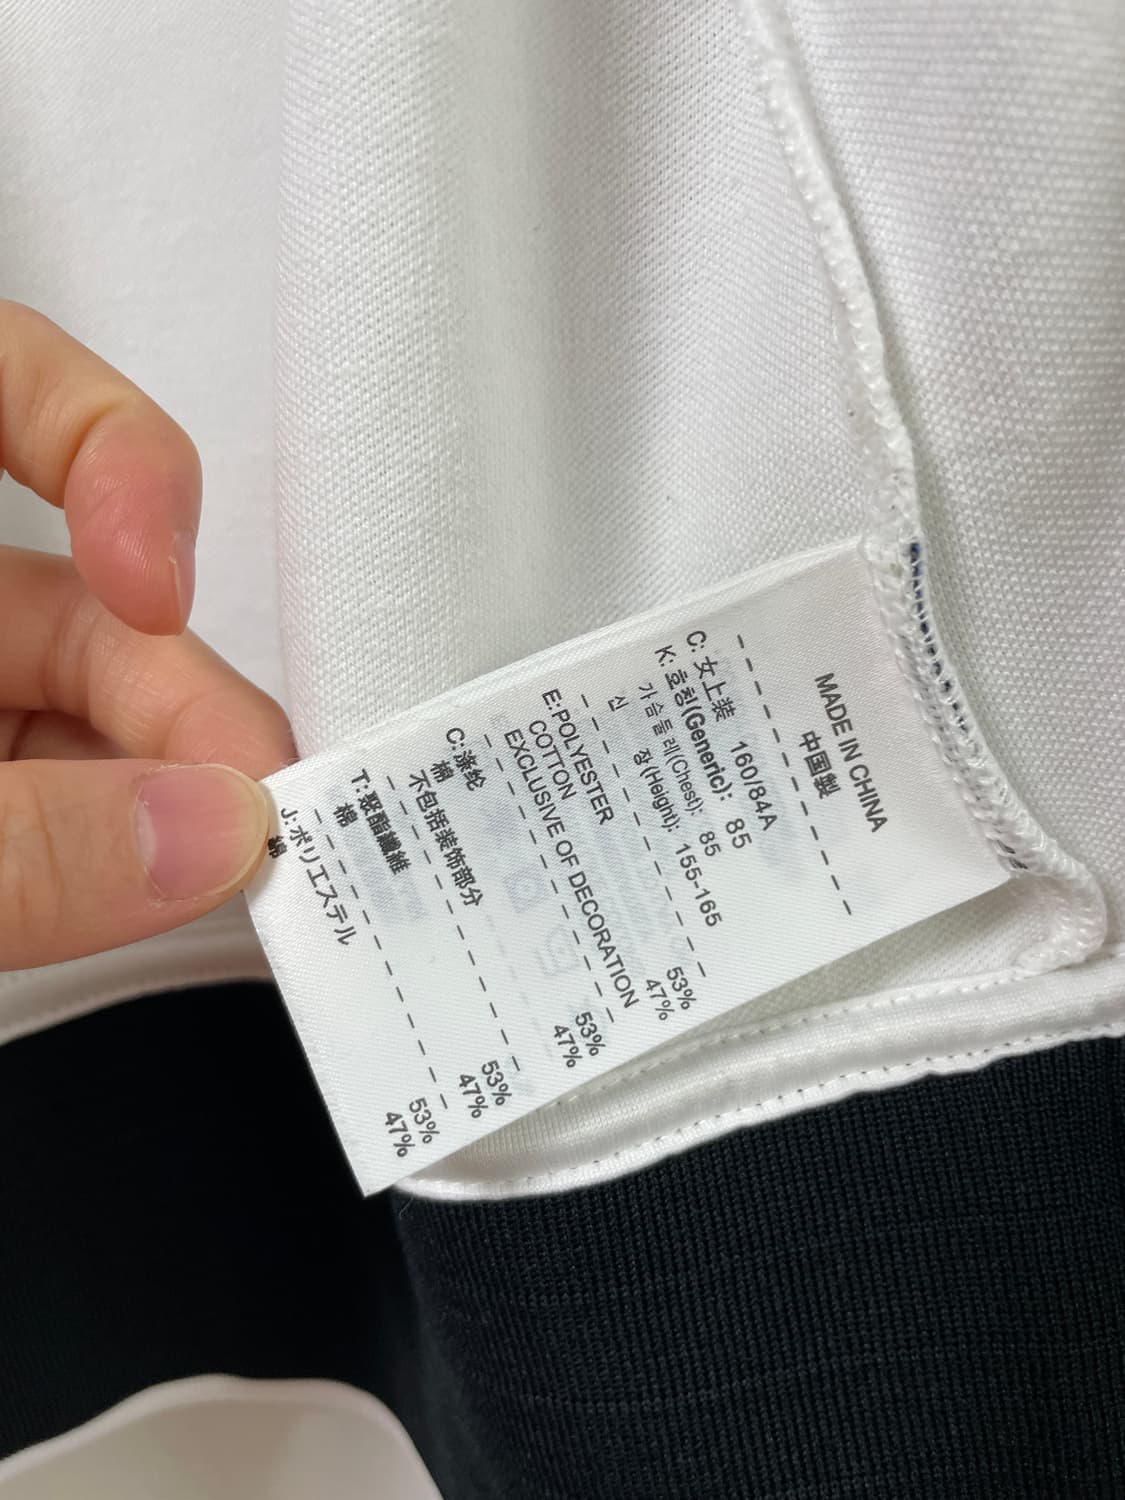 MADE IN CHINA
中国製
C: 女上装 160/84A
K: 호칭(Generic): 85
가슴둘레(Chest): 85
신 장(Height): 155-165
E:POLYESTER 53%
COTTON 47%
EXCLUSIVE OF DECORATION
C:涤纶 53%
棉 47%
不包括装饰部分
T:聚酯纖維 53%
棉 47%
J:ポリエステル 53%
綿 47%